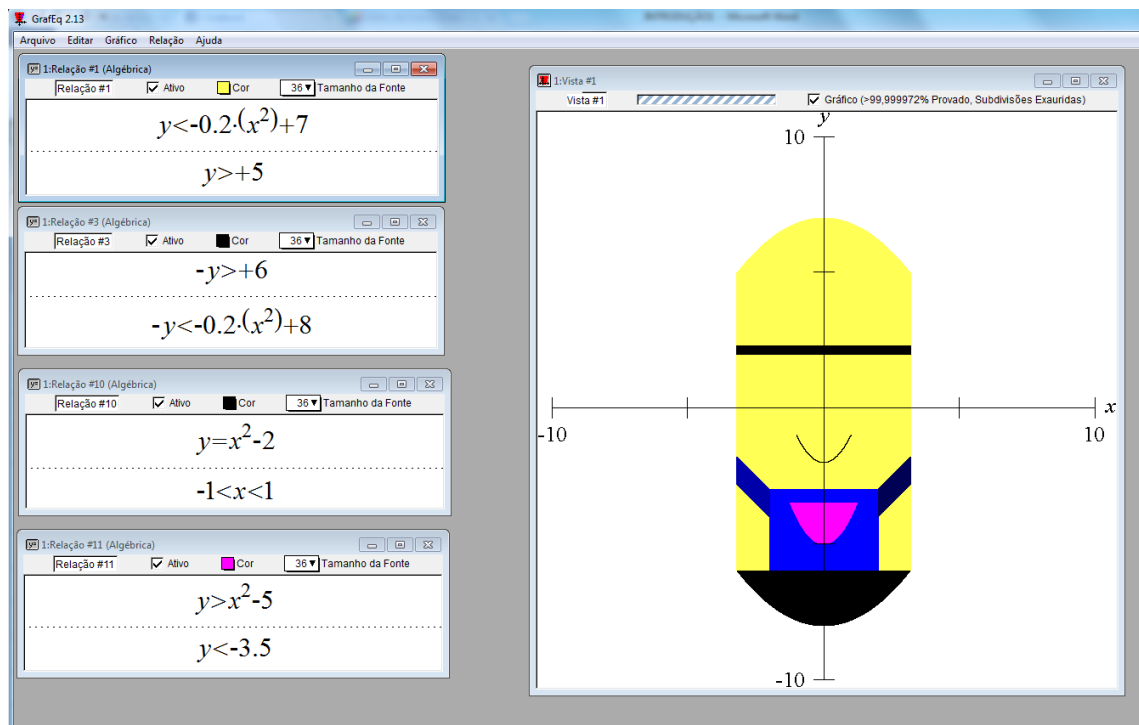 GrafEq 2.13
Arquivo Editar Gráfico Relação Ajuda
1:Relação #1 (Algébrica)
Relação #1 Ativo Cor 36 Tamanho da Fonte
y<-0.2·(x²)+7
y>+5
1:Relação #3 (Algébrica)
Relação #3 Ativo Cor 36 Tamanho da Fonte
-y>+6
-y<-0.2·(x²)+8
1:Relação #10 (Algébrica)
Relação #10 Ativo Cor 36 Tamanho da Fonte
y=x²-2
-1<x<1
1:Relação #11 (Algébrica)
Relação #11 Ativo Cor 36 Tamanho da Fonte
y>x²-5
y<-3.5
1:Vista #1
Vista #1 Gráfico (>99,999972% Provado, Subdivisões Exauridas)
y
10
x
-10
10
-10